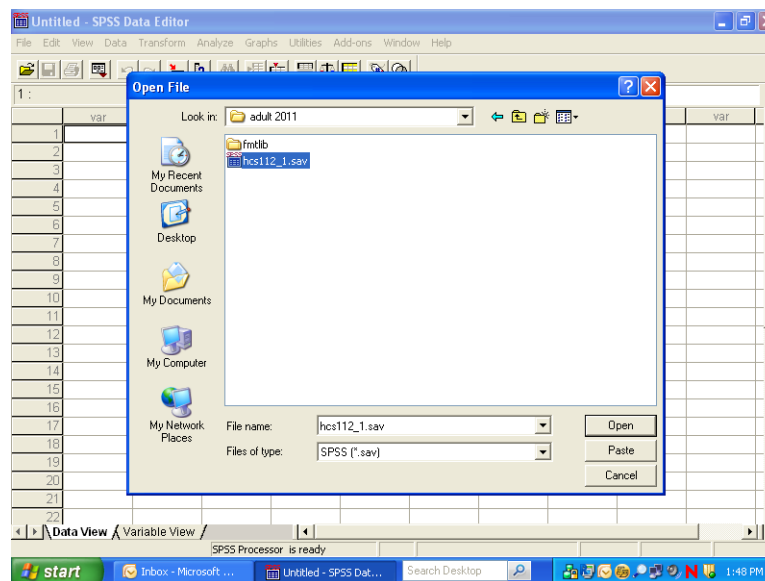 Untitled - SPSS Data Editor
File Edit View Data Transform Analyze Graphs Utilities Add-ons Window Help
1 :
var
var
1
2
3
4
5
6
7
8
9
10
11
12
13
14
15
16
17
18
19
20
21
22
Open File
Look in: adult 2011
My Recent
Documents
Desktop
My Documents
My Computer
My Network
Places
fmtlib
hcs112_1.sav
File name: hcs112_1.sav Open
Files of type: SPSS (*.sav) Paste
Cancel
Data View Variable View
SPSS Processor is ready
start Inbox - Microsoft ... Untitled - SPSS Dat... Search Desktop N 1:48 PM